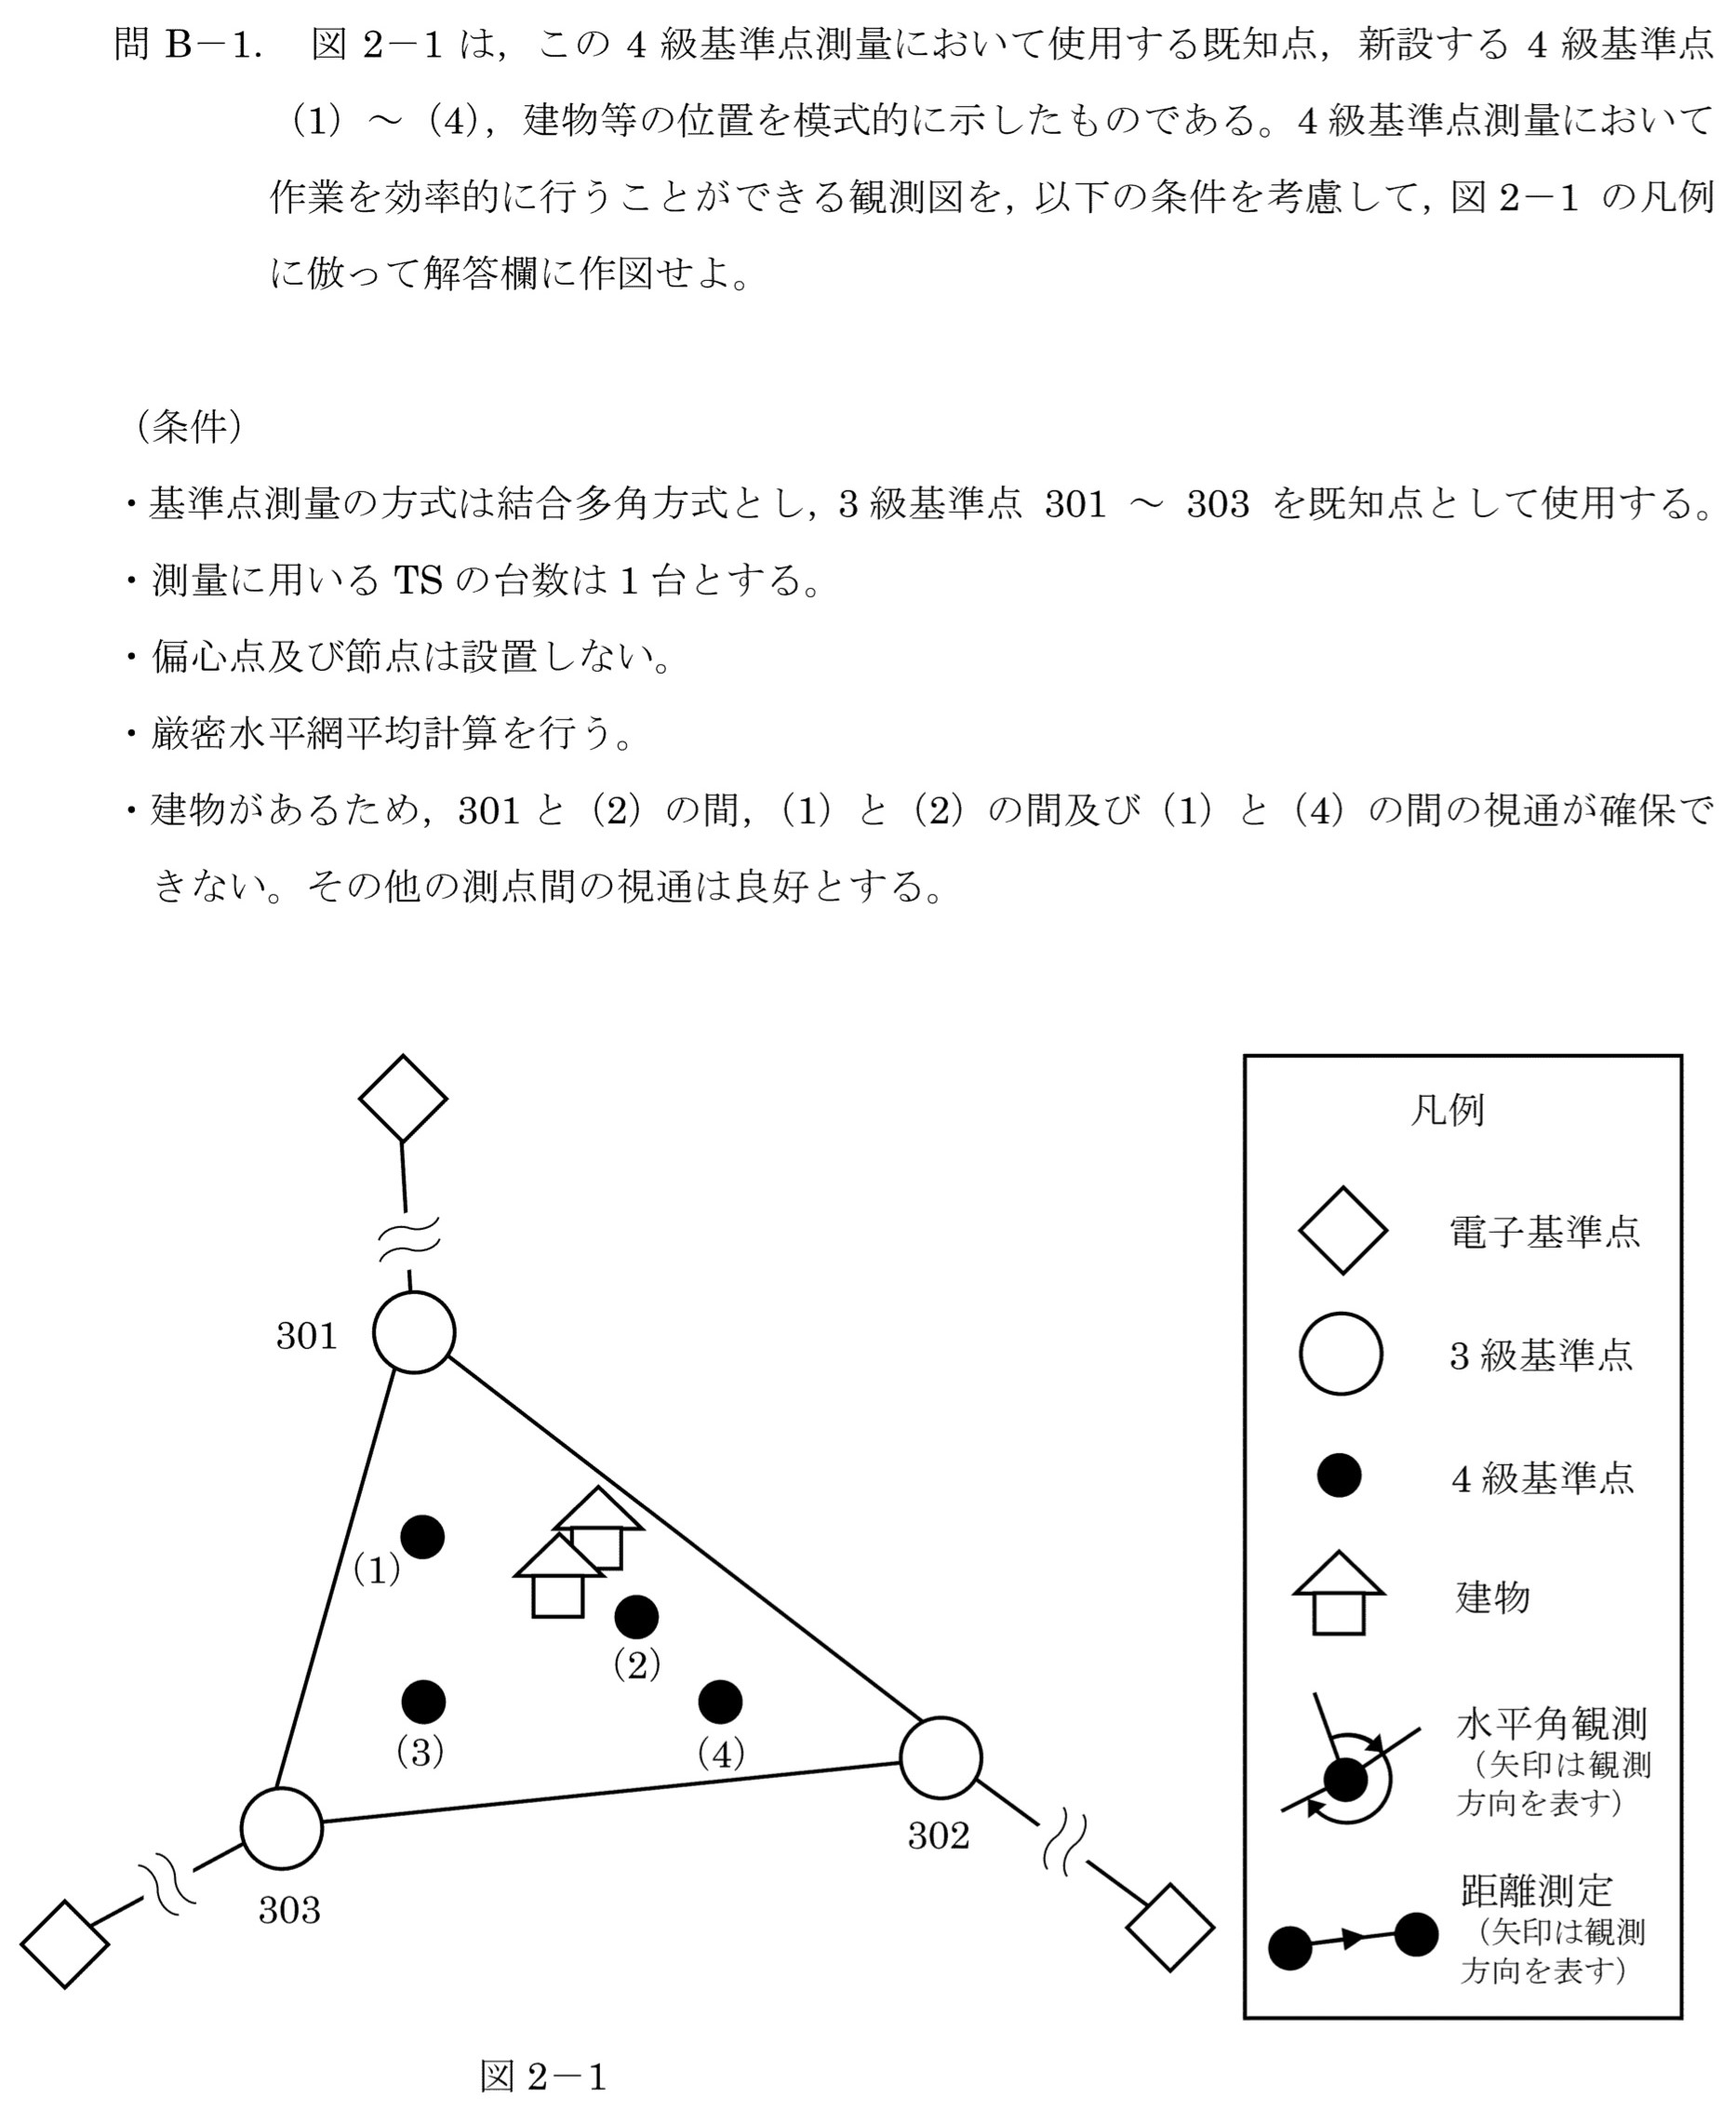 問 B－1. 図 2－1 は，この 4 級基準点測量において使用する既知点，新設する 4 級基準点
（1）～（4），建物等の位置を模式的に示したものである。4 級基準点測量において
作業を効率的に行うことができる観測図を，以下の条件を考慮して，図 2－1 の凡例
に倣って解答欄に作図せよ。
（条件）
・基準点測量の方式は結合多角方式とし，3 級基準点 301 ～ 303 を既知点として使用する。
・測量に用いる TS の台数は 1 台とする。
・偏心点及び節点は設置しない。
・厳密水平網平均計算を行う。
・建物があるため，301 と（2）の間，（1）と（2）の間及び（1）と（4）の間の視通が確保で
きない。その他の測点間の視通は良好とする。
凡例
電子基準点
3 級基準点
4 級基準点
建物
水平角観測
（矢印は観測
方向を表す）
距離測定
（矢印は観測
方向を表す）
301
(1)
(2)
(3)
(4)
302
303
図 2－1